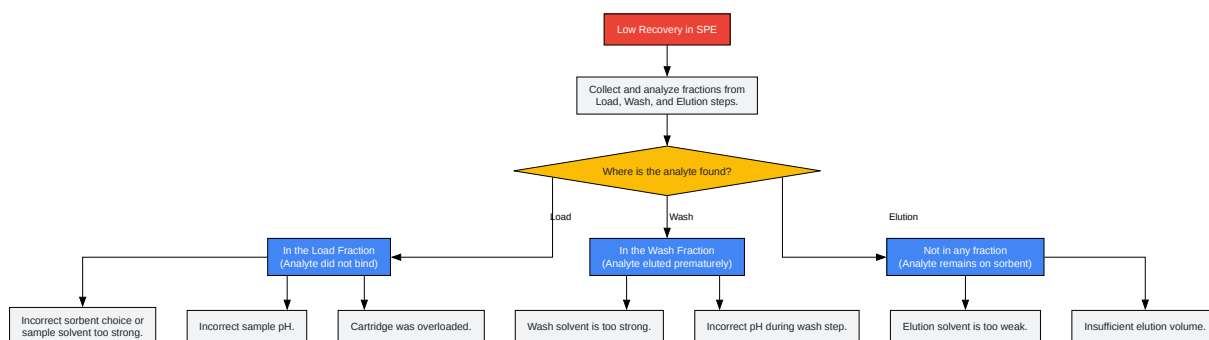 Low Recovery in SPE
Collect and analyze fractions from
Load, Wash, and Elution steps.
Where is the analyte found?
Load
Wash
Elution
In the Load Fraction
(Analyte did not bind)
In the Wash Fraction
(Analyte eluted prematurely)
Not in any fraction
(Analyte remains on sorbent)
Incorrect sorbent choice or
sample solvent too strong.
Incorrect sample pH.
Cartridge was overloaded.
Wash solvent is too strong.
Incorrect pH during wash step.
Elution solvent is too weak.
Insufficient elution volume.